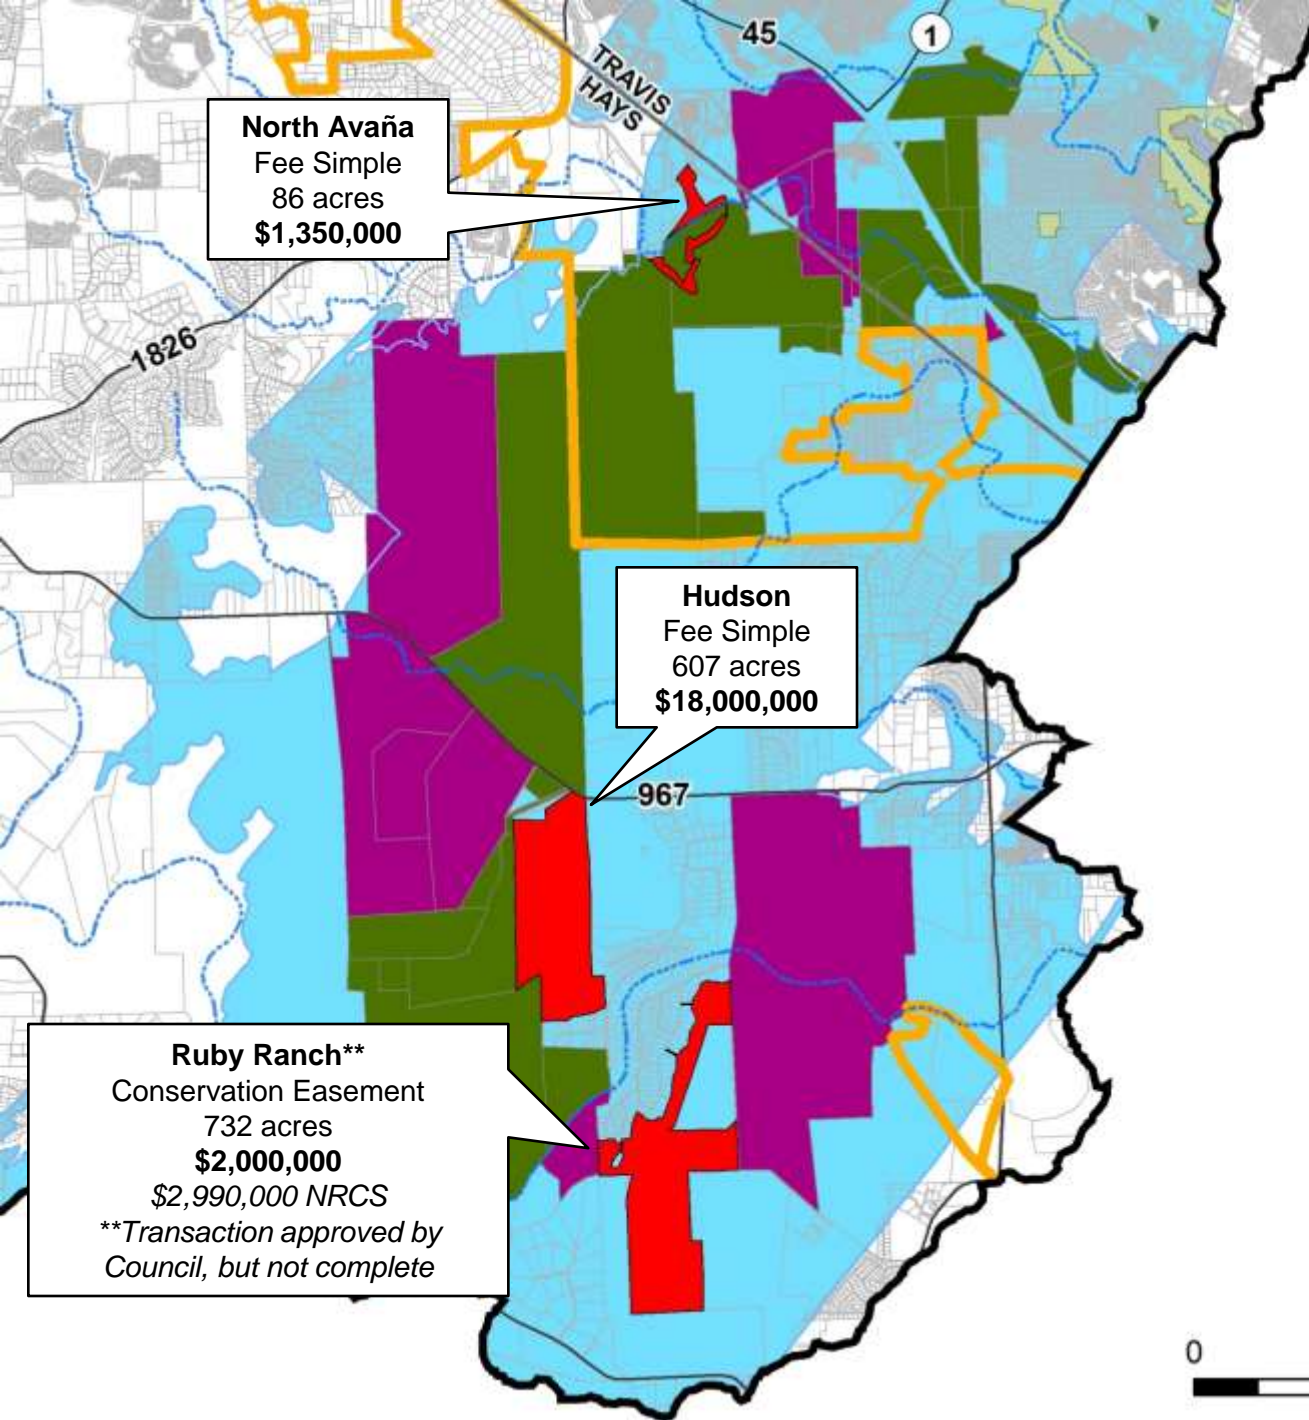 45
1
TRAVIS
HAYS
North Avaña
Fee Simple
86 acres
$1,350,000
1826
Hudson
Fee Simple
607 acres
$18,000,000
967
Ruby Ranch**
Conservation Easement
732 acres
$2,000,000
$2,990,000 NRCS
**Transaction approved by
Council, but not complete
0